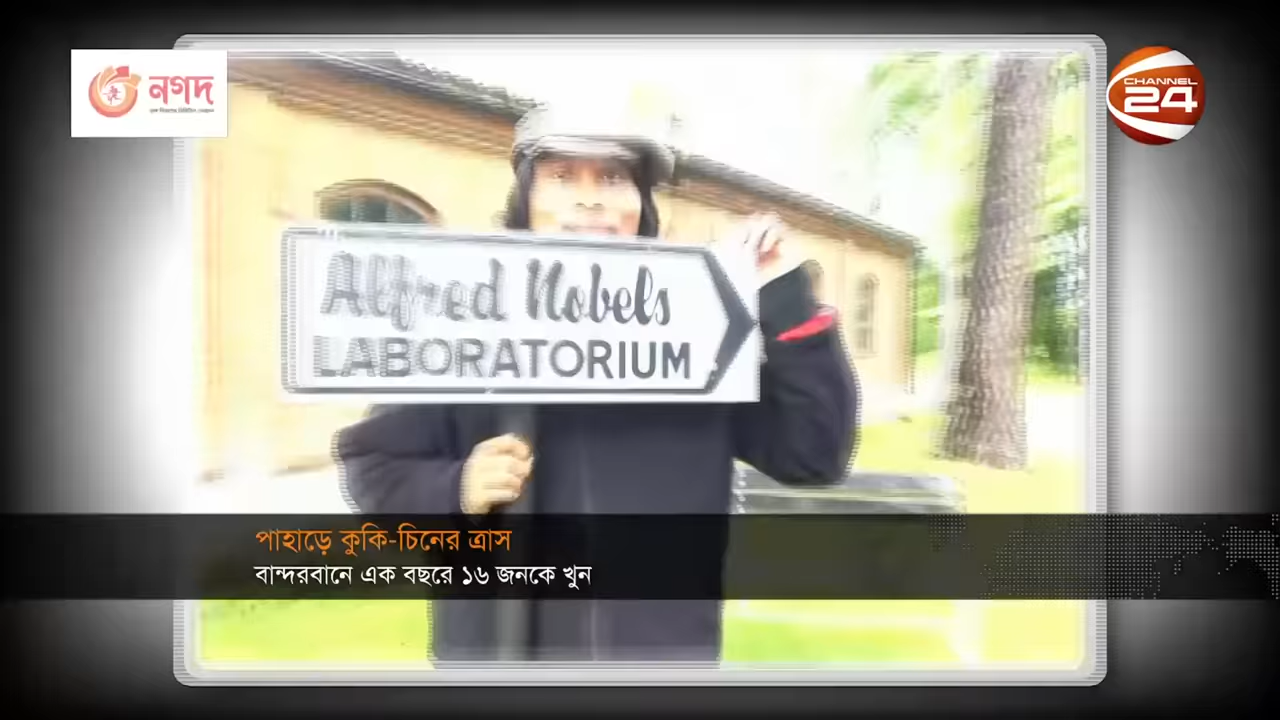 নগদ
CHANNEL
24
Alfred Nobels
LABORATORIUM
পাহাড়ে কুকি-চিনের ত্রাস
বান্দরবানে এক বছরে ১৬ জনকে খুন